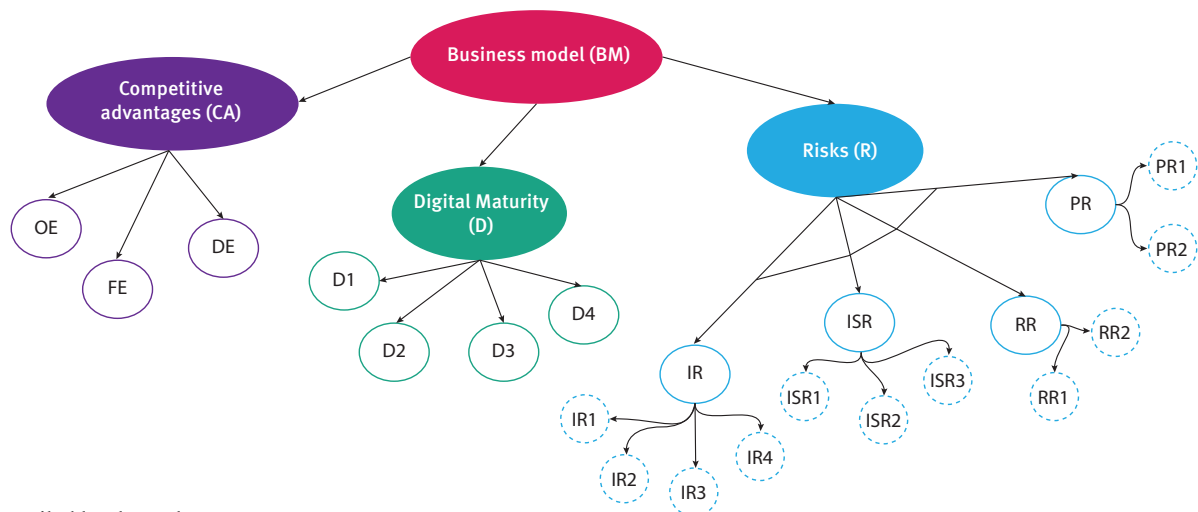 Business model (BM)
Competitive
advantages (CA)
Risks (R)
Digital Maturity
(D)
OE
FE
DE
D1
D2
D3
D4
PR
PR1
PR2
ISR
ISR1
ISR2
ISR3
RR
RR2
RR1
IR
IR1
IR2
IR3
IR4